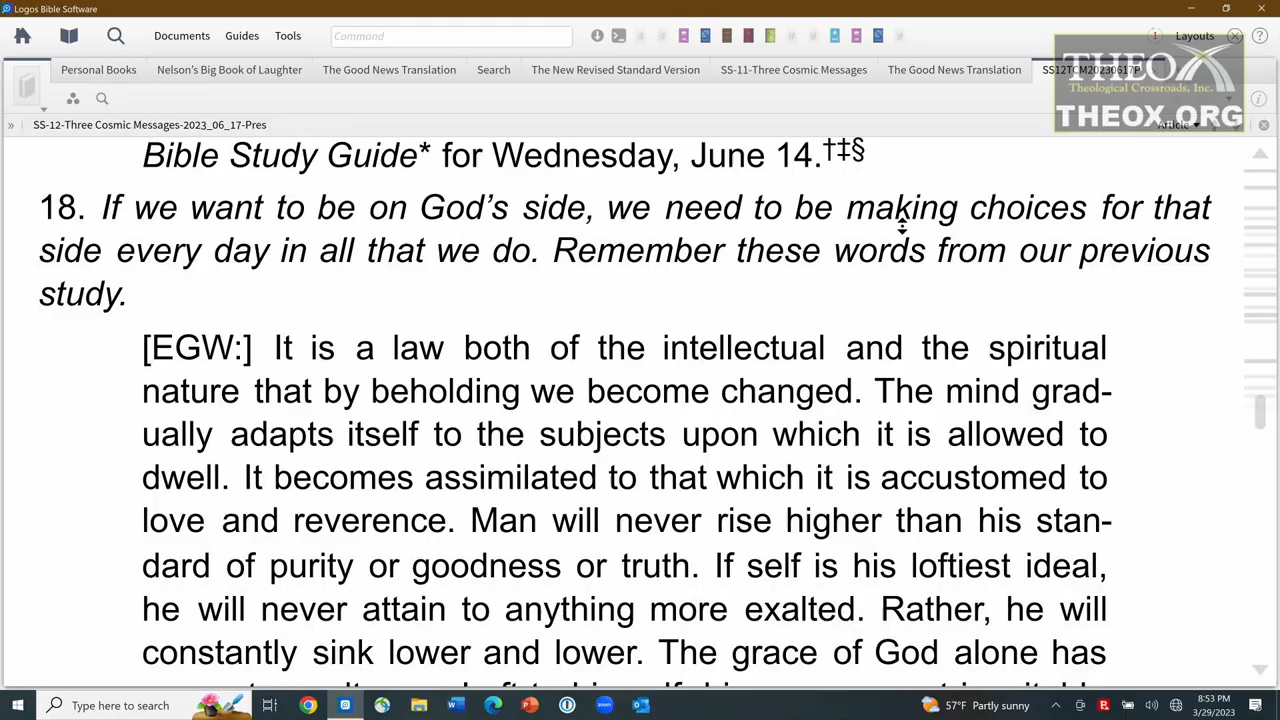 Logos Bible Software
Documents Guides Tools Command Layouts
Personal Books Nelson's Big Book of Laughter The Go Search The New Revised Standard Version SS-11-Three Cosmic Messages The Good News Translation SS12TCM20230617P
THEOX
Theological Crossroads, Inc.
THEOX.ORG
SS-12-Three Cosmic Messages-2023_06_17-Pres Article
Bible Study Guide* for Wednesday, June 14.†‡§
18. If we want to be on God's side, we need to be making choices for that
side every day in all that we do. Remember these words from our previous
study.
[EGW:] It is a law both of the intellectual and the spiritual
nature that by beholding we become changed. The mind grad-
ually adapts itself to the subjects upon which it is allowed to
dwell. It becomes assimilated to that which it is accustomed to
love and reverence. Man will never rise higher than his stan-
dard of purity or goodness or truth. If self is his loftiest ideal,
he will never attain to anything more exalted. Rather, he will
constantly sink lower and lower. The grace of God alone has
Type here to search 57°F Partly sunny 8:53 PM
3/29/2023